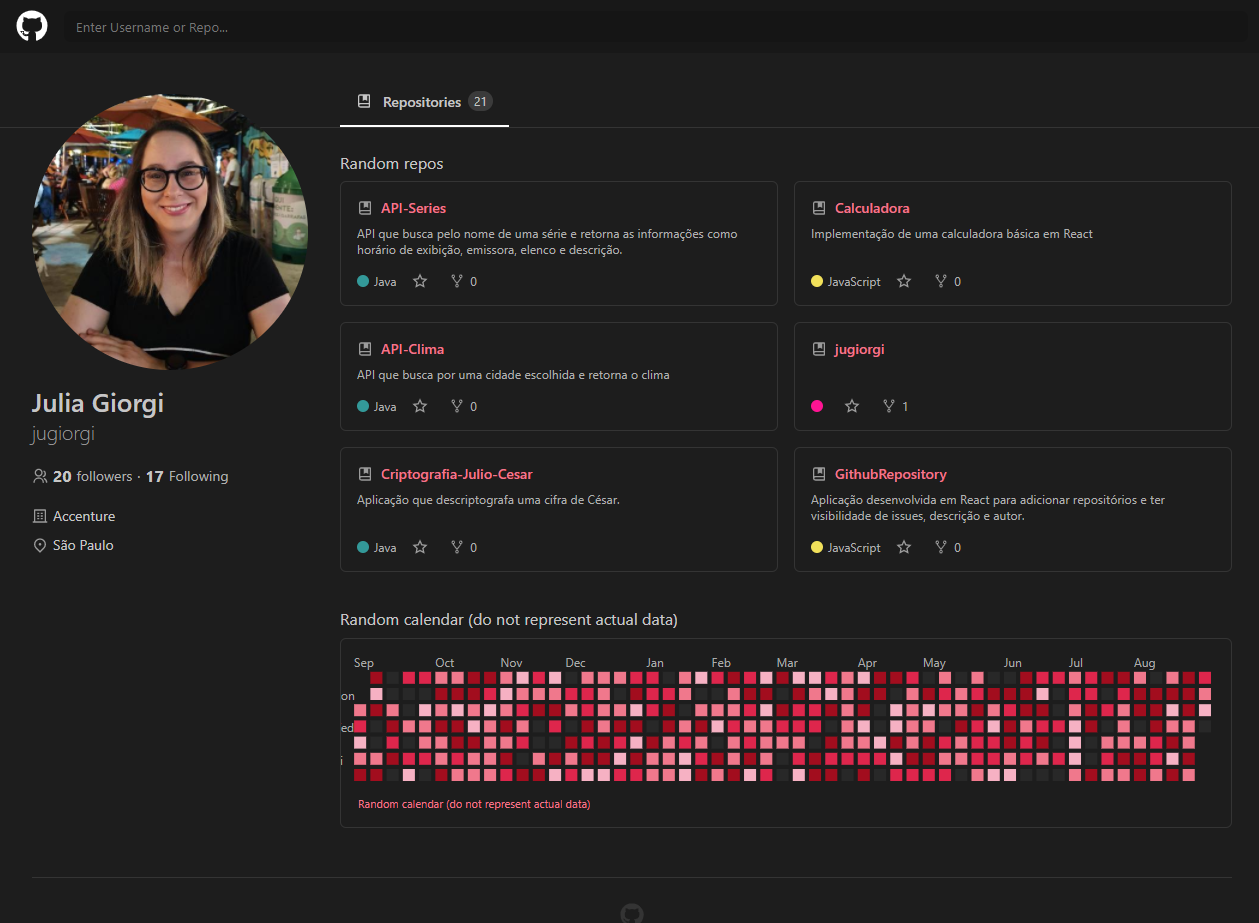 Enter Username or Repo...
Repositories 21
Julia Giorgi
jugiorgi
20 followers · 17 Following
Accenture
São Paulo
Random repos
API-Series
API que busca pelo nome de uma série e retorna as informações como
horário de exibição, emissora, elenco e descrição.
Java 0
Calculadora
Implementação de uma calculadora básica em React
JavaScript 0
API-Clima
API que busca por uma cidade escolhida e retorna o clima
Java 0
jugiorgi
1
Criptografia-Julio-Cesar
Aplicação que descriptografa uma cifra de César.
Java 0
GithubRepository
Aplicação desenvolvida em React para adicionar repositórios e ter
visibilidade de issues, descrição e autor.
JavaScript 0
Random calendar (do not represent actual data)
Sep Oct Nov Dec Jan Feb Mar Apr May Jun Jul Aug
on
ed
i
Random calendar (do not represent actual data)